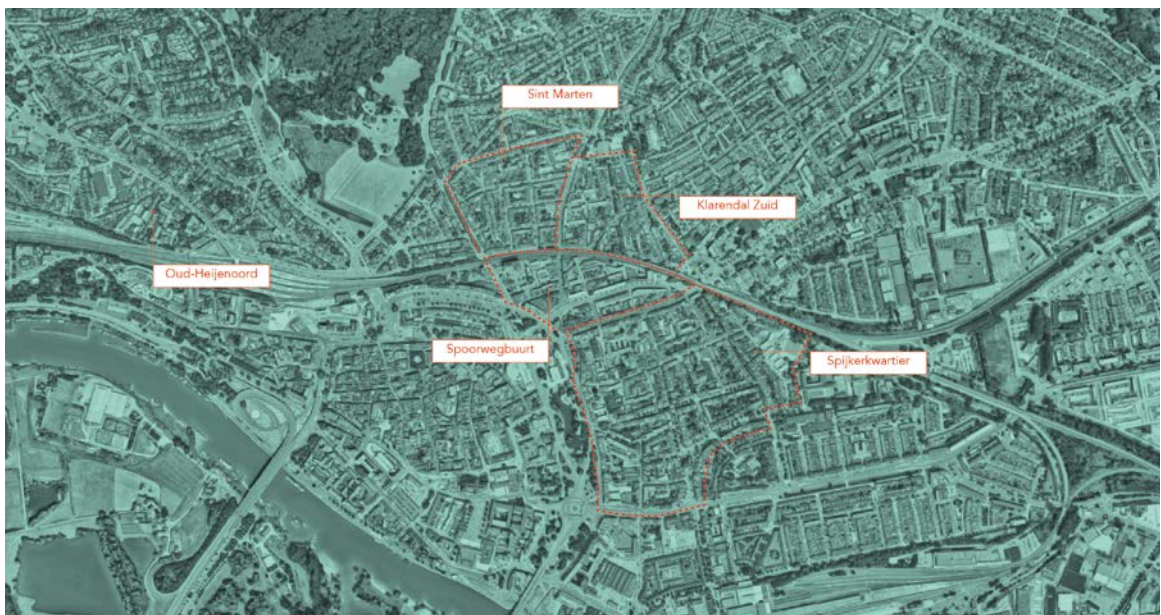 Sint Marten
Klarendal Zuid
Oud-Heijenoord
Spoorwegbuurt
Spijkerkwartier